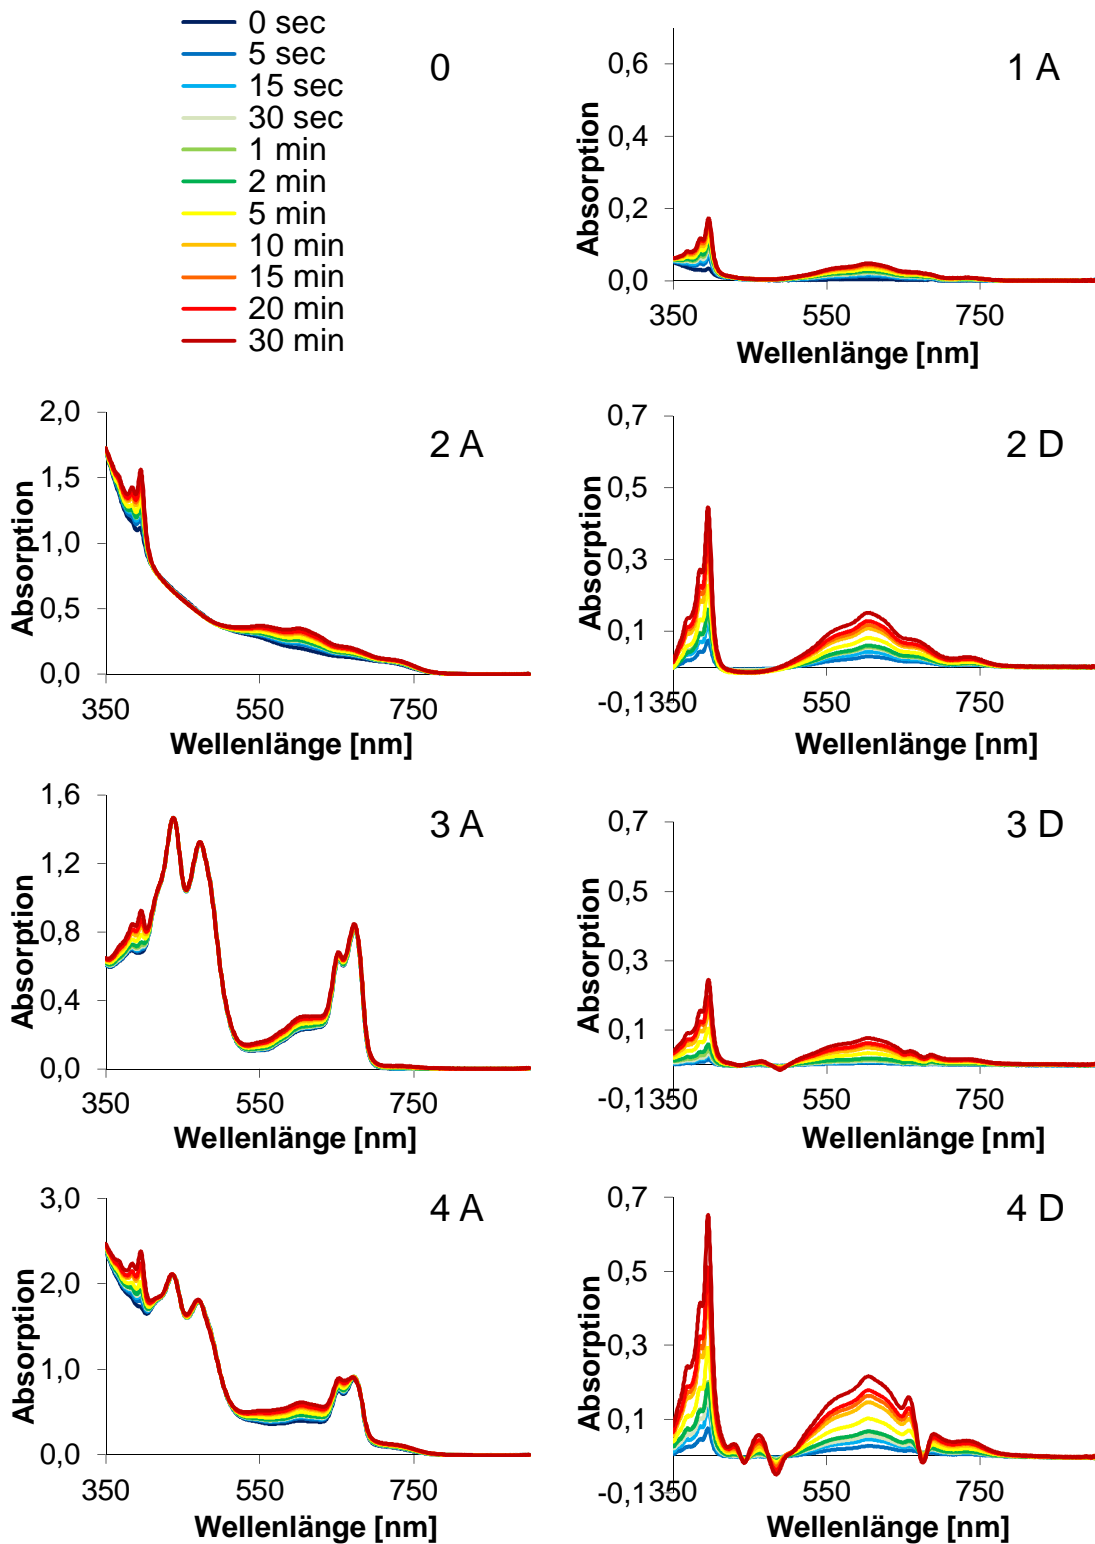 0 sec
5 sec
15 sec
30 sec
1 min
2 min
5 min
10 min
15 min
20 min
30 min
0
1 A
Absorption
0,6
0,4
0,2
0,0
350
550
750
Wellenlänge [nm]
2 A
Absorption
2,0
1,5
1,0
0,5
0,0
350
550
750
Wellenlänge [nm]
2 D
Absorption
0,7
0,5
0,3
0,1
-0,1
350
550
750
Wellenlänge [nm]
3 A
Absorption
1,6
1,2
0,8
0,4
0,0
350
550
750
Wellenlänge [nm]
3 D
Absorption
0,7
0,5
0,3
0,1
-0,1
350
550
750
Wellenlänge [nm]
4 A
Absorption
3,0
2,0
1,0
0,0
350
550
750
Wellenlänge [nm]
4 D
Absorption
0,7
0,5
0,3
0,1
-0,1
350
550
750
Wellenlänge [nm]